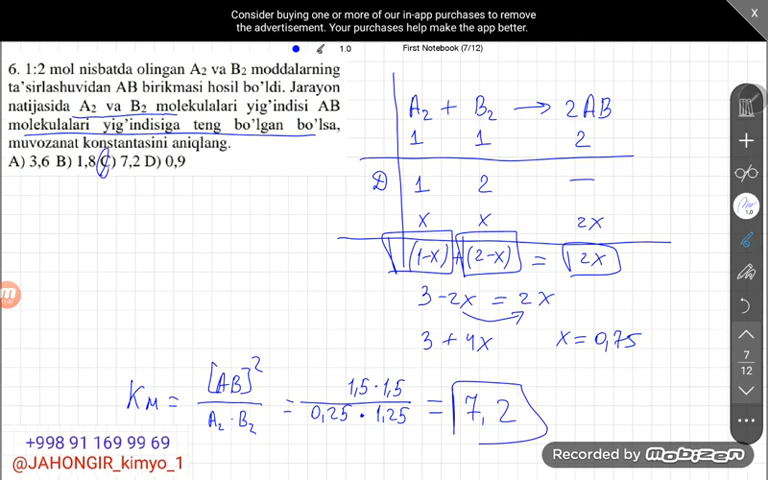 Consider buying one or more of our in-app purchases to remove
the advertisement. Your purchases help make the app better.
X
1.0
First Notebook (7/12)
6. 1:2 mol nisbatda olingan A₂ va B₂ moddalarning
ta'sirlashuvidan AB birikmasi hosil bo'ldi. Jarayon
natijasida A₂ va B₂ molekulalari yig'indisi AB
molekulalari yig'indisiga teng bo'lgan bo'lsa,
muvozanat konstantasini aniqlang.
A) 3,6 B) 1,8 C) 7,2 D) 0,9
A₂ + B₂ → 2AB
1 1 2
D 1 2 —
x x 2x
(1-x) + (2-x) = 2x
3-2x = 2x
3 + 4x x = 0,75
Kм = [AB]² / A₂ · B₂ = 1,5 · 1,5 / 0,25 · 1,25 = 7,2
1,0
7
12
+998 91 169 99 69
@JAHONGIR_kimyo_1
Recorded by mobizen